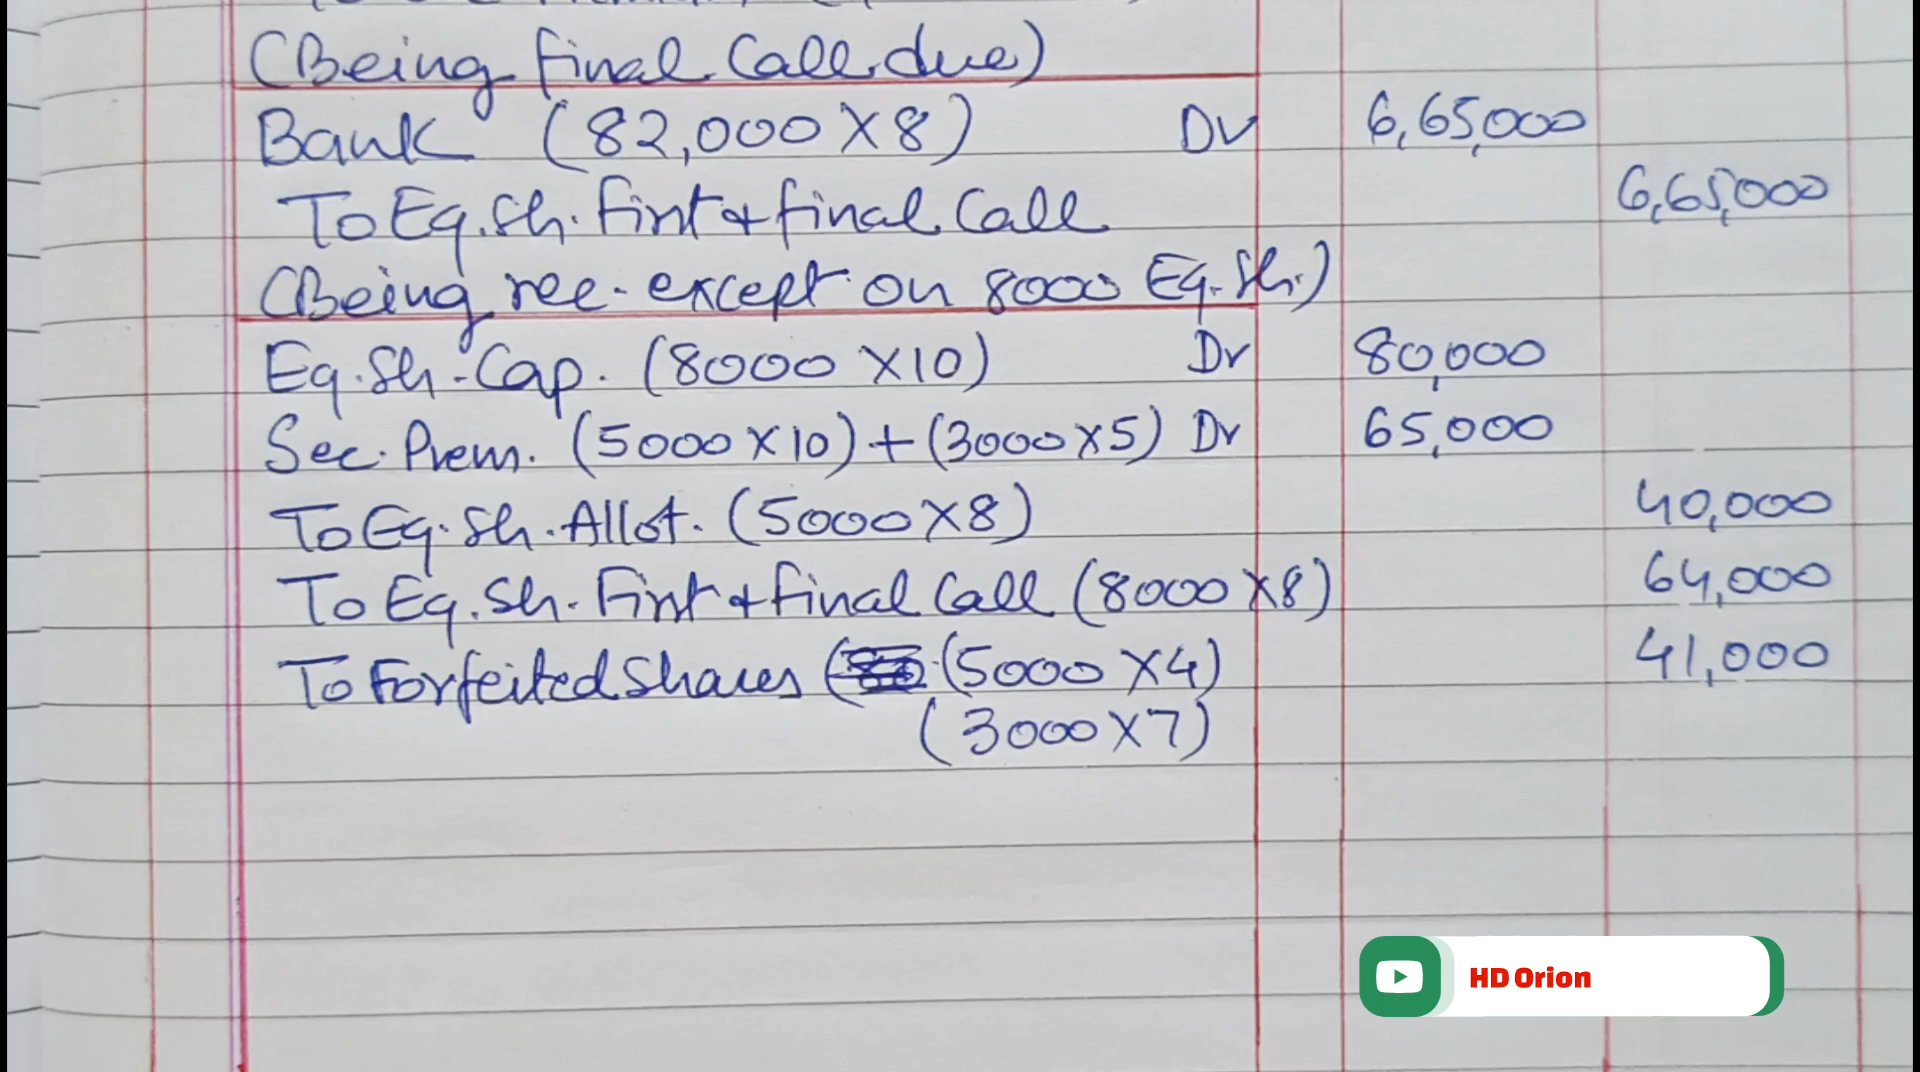 (Being final Call due)
Bank (82,000 X 8) Dr 6,65,000
To Eq. Sh. First & final Call 6,65,000
(Being rec. except on 8000 Eq. Sh.)
Eq. Sh. Cap. (8000 X 10) Dr 80,000
Sec. Prem. (5000 X 10) + (3000 X 5) Dr 65,000
To Eq. Sh. Allot. (5000 X 8) 40,000
To Eq. Sh. First & final Call (8000 X 8) 64,000
To Forfeited Shares ( (5000 X 4) 41,000
(3000 X 7)
HD Orion